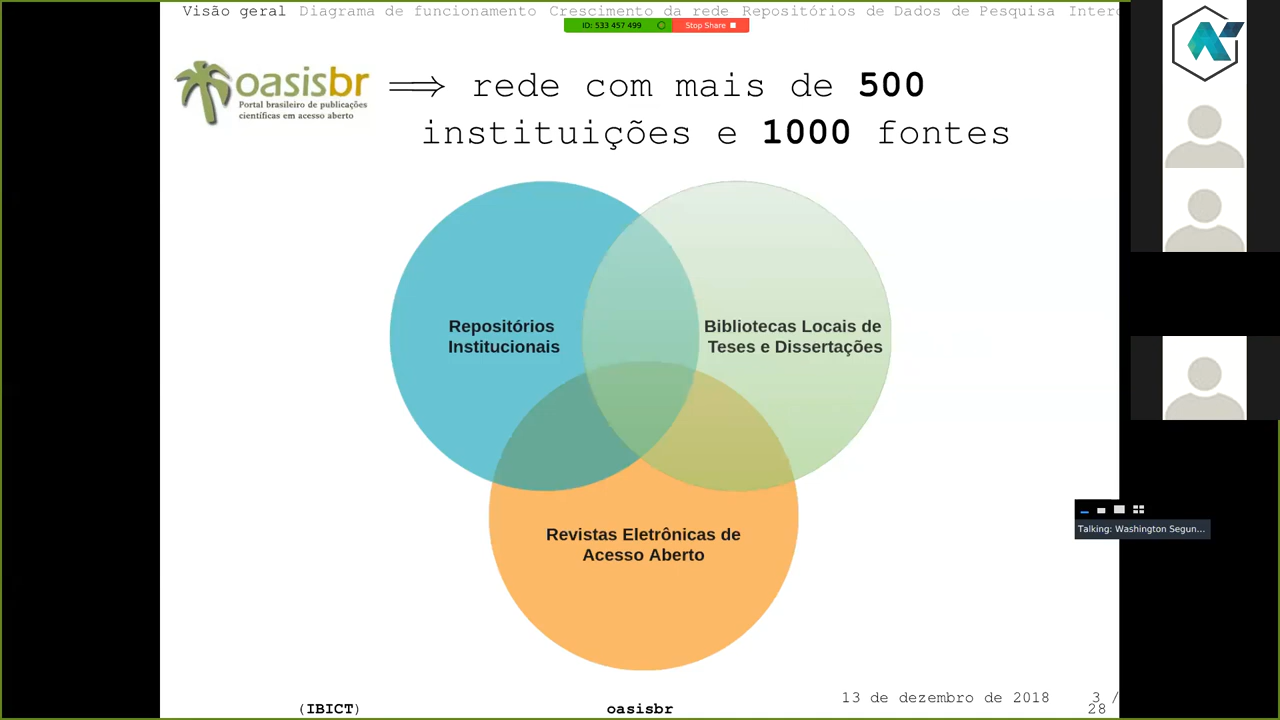 Visão geral Diagrama de funcionamento Crescimento da rede Repositórios de Dados de Pesquisa Inter
ID: 533 457 499 Stop Share
oasisbr
Portal brasileiro de publicações
científicas em acesso aberto
⟹ rede com mais de 500
instituições e 1000 fontes
Repositórios
Institucionais
Bibliotecas Locais de
Teses e Dissertações
Revistas Eletrônicas de
Acesso Aberto
Talking: Washington Segun...
13 de dezembro de 2018 3 /
(IBICT) oasisbr 28